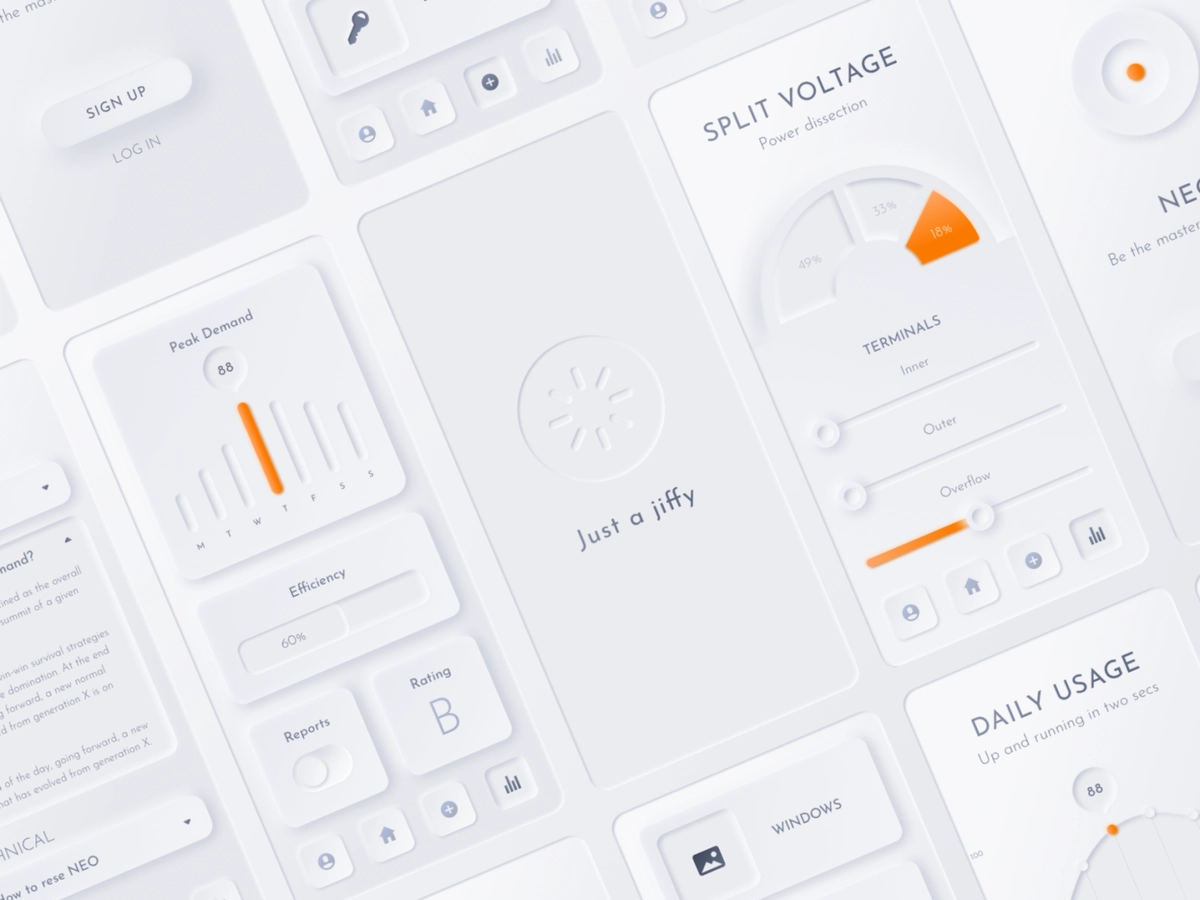 the mas
SIGN UP
LOG IN
SPLIT VOLTAGE
Power dissection
49%
33%
18%
TERMINALS
Inner
Outer
Overflow
Be the master
Peak Demand
88
M T W T F S S
Efficiency
60%
Reports
Rating
B
Just a jiffy
mand?
ined as the overall
summit of a given
win-win survival strategies
domination. At the end
forward, a new normal
d from generation X is on
of the day, going forward, a new
hat has evolved from generation X.
HNICAL
How to rese NEO
WINDOWS
DAILY USAGE
Up and running in two secs
88
100